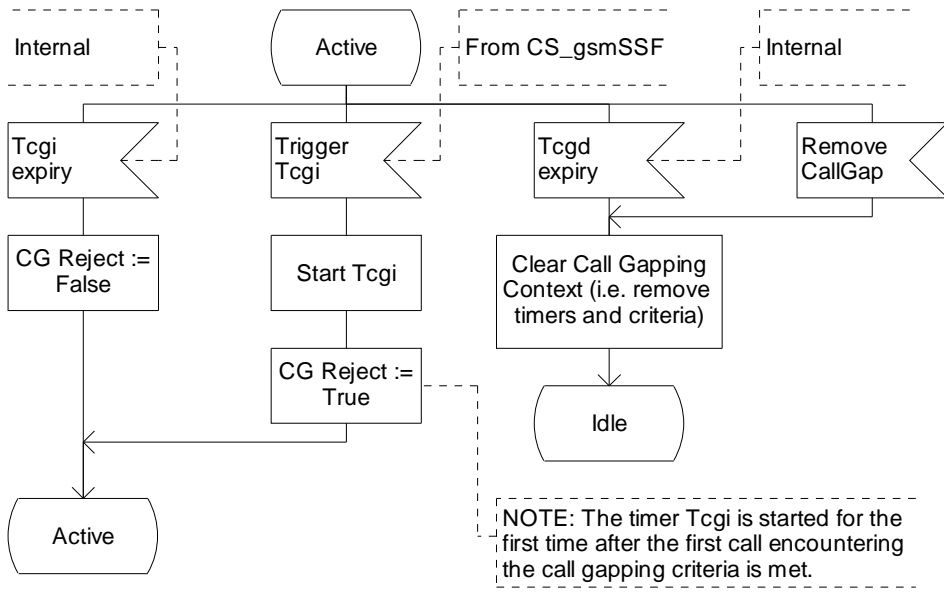 Internal
Active
From CS_gsmSSF
Internal
Tcgi
expiry
Trigger
Tcgi
Tcgd
expiry
Remove
CallGap
CG Reject :=
False
Start Tcgi
Clear Call Gapping
Context (i.e. remove
timers and criteria)
CG Reject :=
True
Idle
Active
NOTE: The timer Tcgi is started for the
first time after the first call encountering
the call gapping criteria is met.